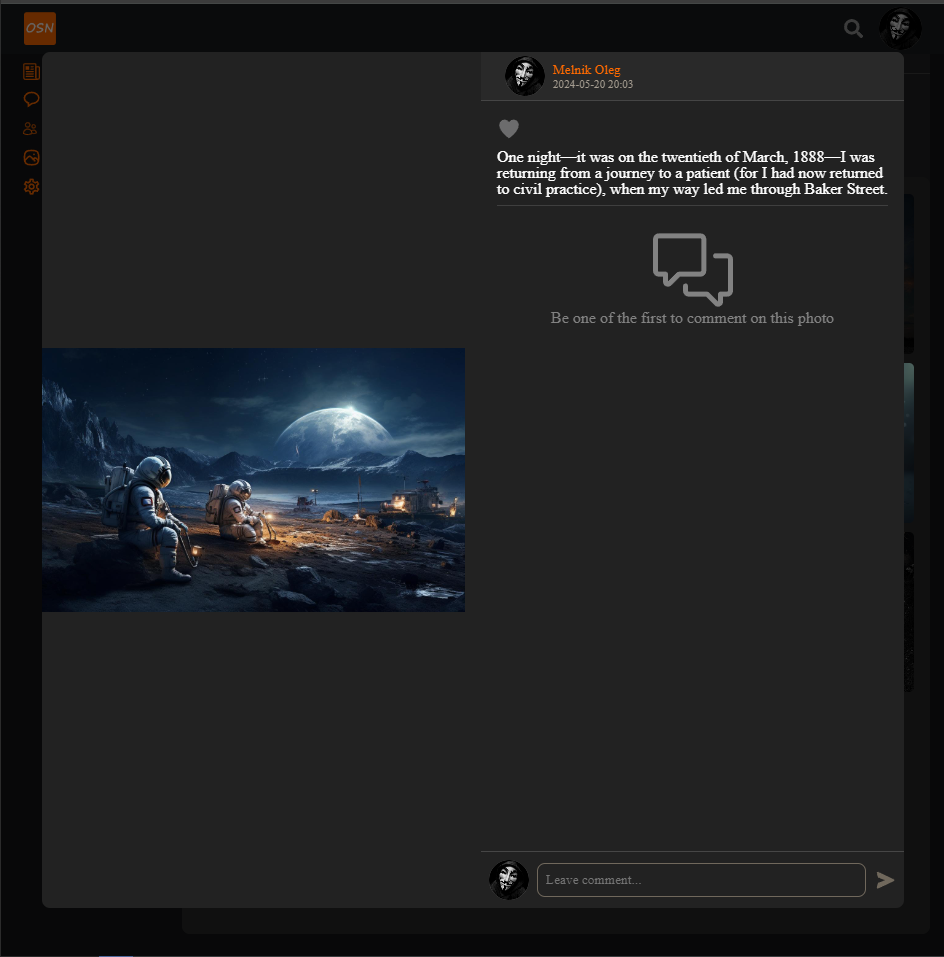 OSN
Melnik Oleg
2024-05-20 20:03
One night—it was on the twentieth of March, 1888—I was
returning from a journey to a patient (for I had now returned
to civil practice), when my way led me through Baker Street.
Be one of the first to comment on this photo
Leave comment...